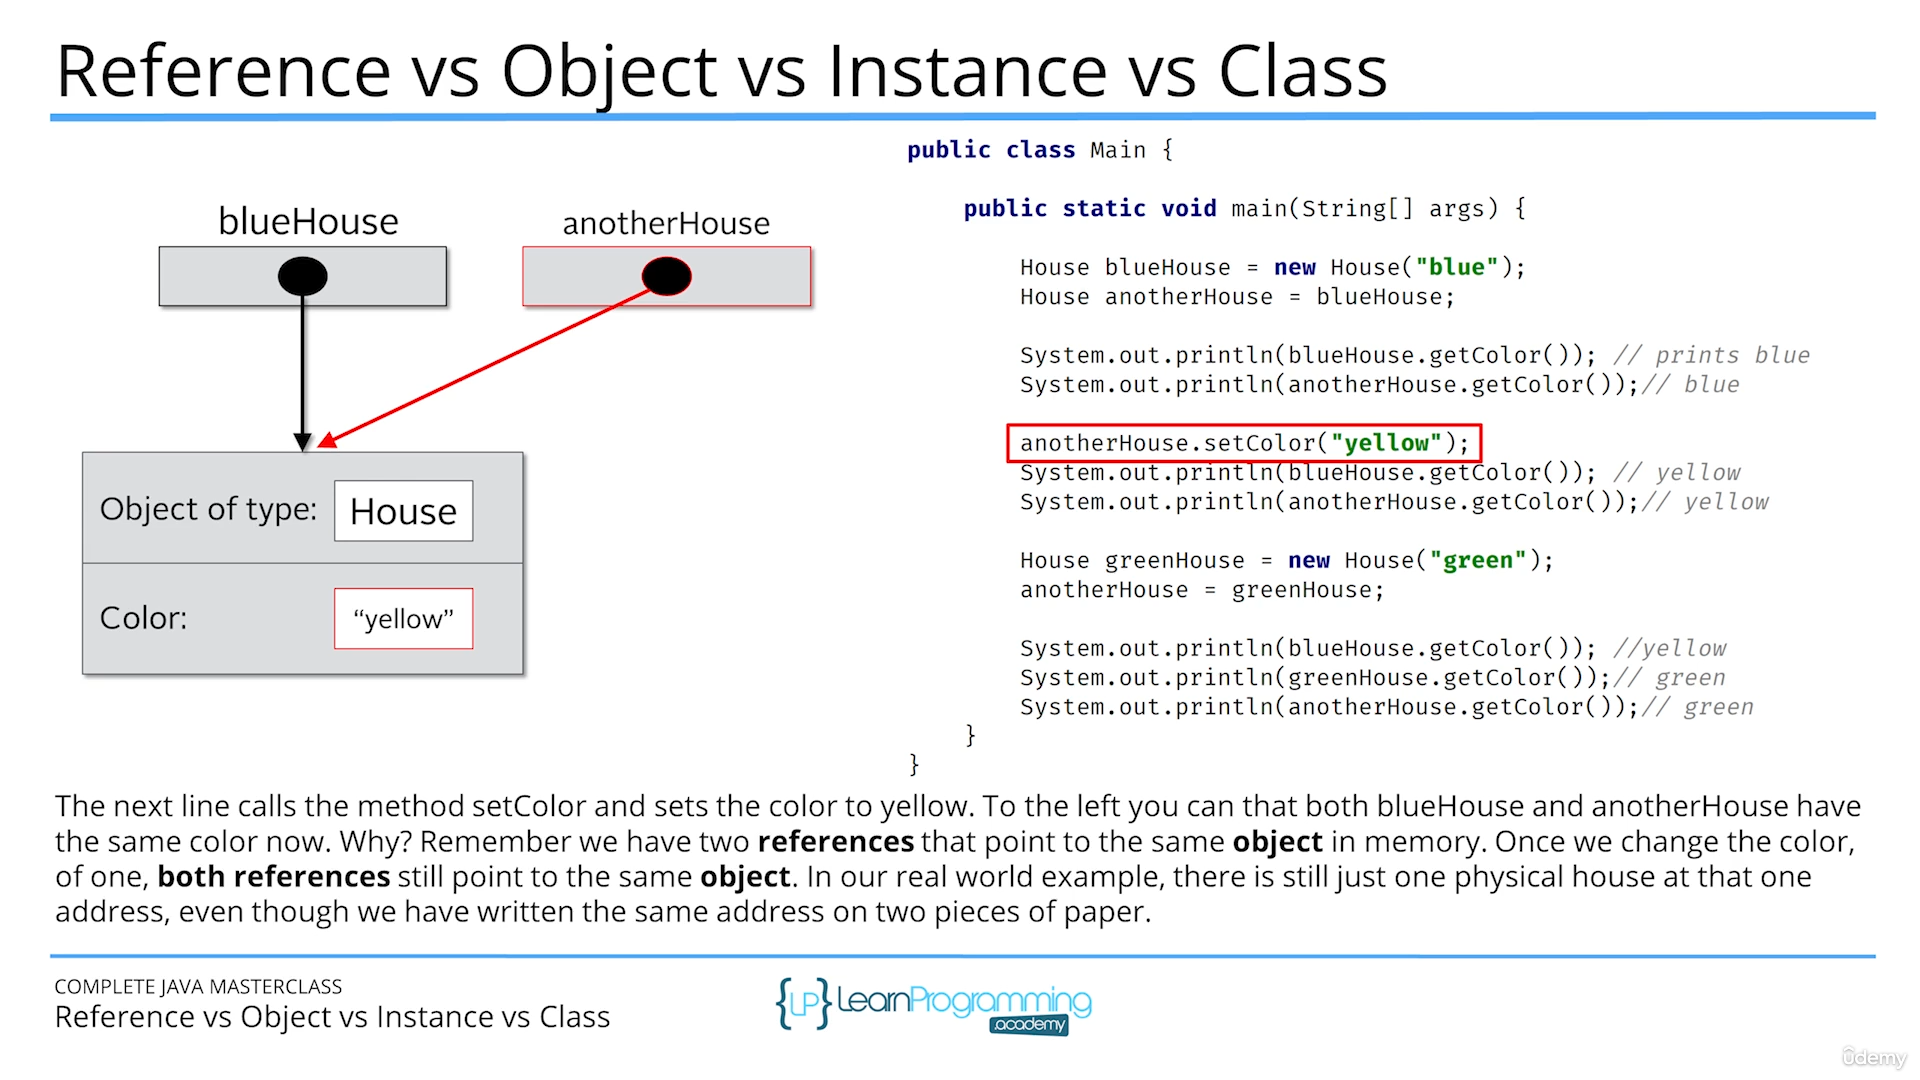 Reference vs Object vs Instance vs Class
blueHouse
anotherHouse
Object of type: House
Color: “yellow”
public class Main {
public static void main(String[] args) {
House blueHouse = new House("blue");
House anotherHouse = blueHouse;
System.out.println(blueHouse.getColor()); // prints blue
System.out.println(anotherHouse.getColor());// blue
anotherHouse.setColor("yellow");
System.out.println(blueHouse.getColor()); // yellow
System.out.println(anotherHouse.getColor());// yellow
House greenHouse = new House("green");
anotherHouse = greenHouse;
System.out.println(blueHouse.getColor()); //yellow
System.out.println(greenHouse.getColor());// green
System.out.println(anotherHouse.getColor());// green
}
}
The next line calls the method setColor and sets the color to yellow. To the left you can that both blueHouse and anotherHouse have
the same color now. Why? Remember we have two references that point to the same object in memory. Once we change the color,
of one, both references still point to the same object. In our real world example, there is still just one physical house at that one
address, even though we have written the same address on two pieces of paper.
COMPLETE JAVA MASTERCLASS
Reference vs Object vs Instance vs Class
{LP} LearnProgramming
.academy
ûdemy